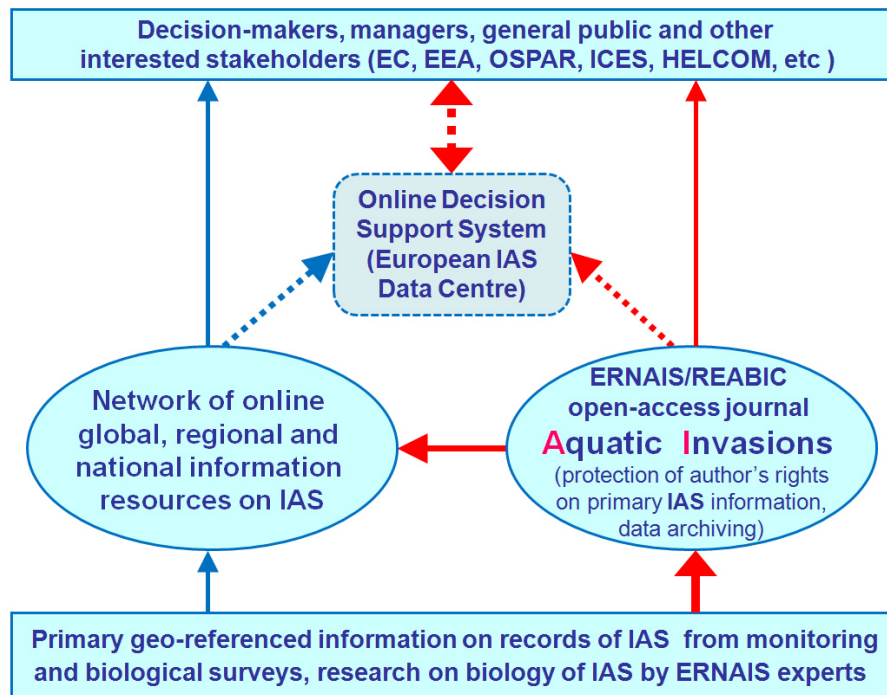 Decision-makers, managers, general public and other
interested stakeholders (EC, EEA, OSPAR, ICES, HELCOM, etc )
Online Decision
Support System
(European IAS
Data Centre)
Network of online
global, regional and
national information
resources on IAS
ERNAIS/REABIC
open-access journal
Aquatic Invasions
(protection of author's rights
on primary IAS information,
data archiving)
Primary geo-referenced information on records of IAS from monitoring
and biological surveys, research on biology of IAS by ERNAIS experts